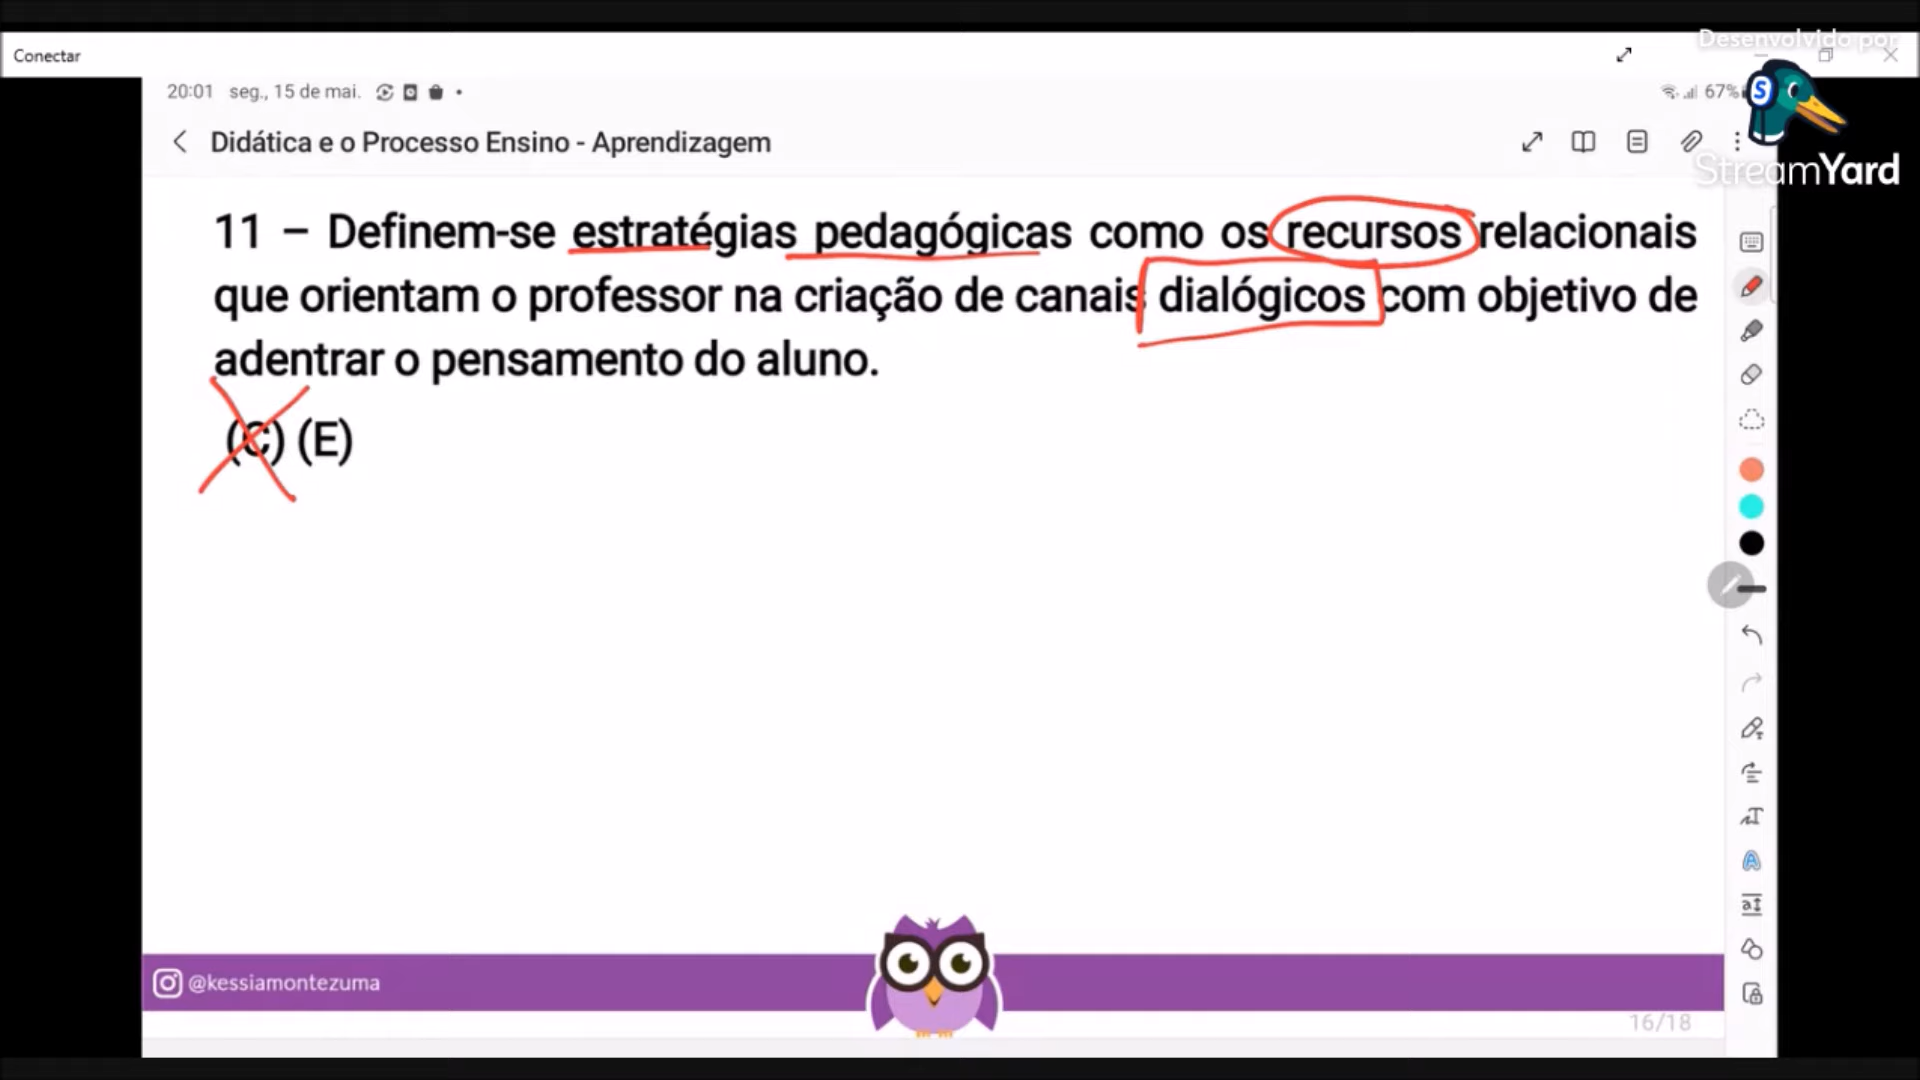 Desenvolvido por
Conectar
20:01 seg., 15 de mai.
67%
Didática e o Processo Ensino - Aprendizagem
StreamYard
11 – Definem-se estratégias pedagógicas como os recursos relacionais
que orientam o professor na criação de canais dialógicos com objetivo de
adentrar o pensamento do aluno.
(C) (E)
@kessiamontezuma
16/18